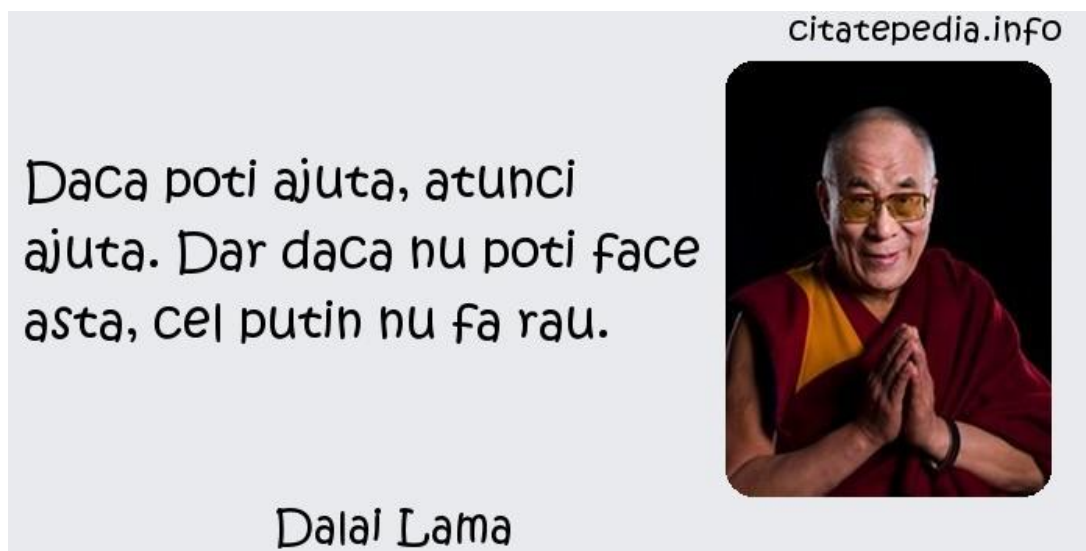 citatepedia.info
Daca poti ajuta, atunci
ajuta. Dar daca nu poti face
asta, cel putin nu fa rau.
Dalai Lama